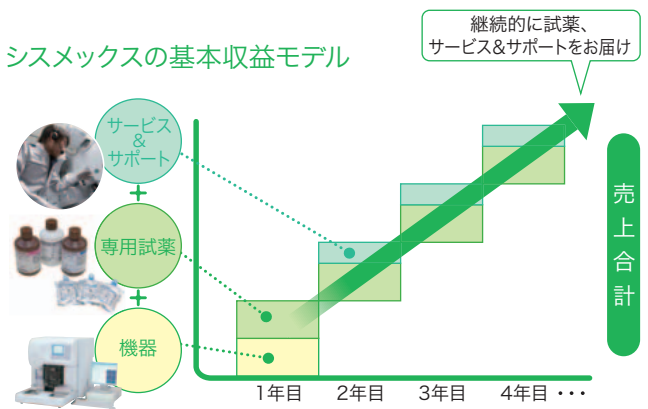 継続的に試薬、
サービス&サポートをお届け
シスメックスの基本収益モデル
サービス
&
サポート
+
専用試薬
+
機器
売上合計
1年目 2年目 3年目 4年目 ・・・